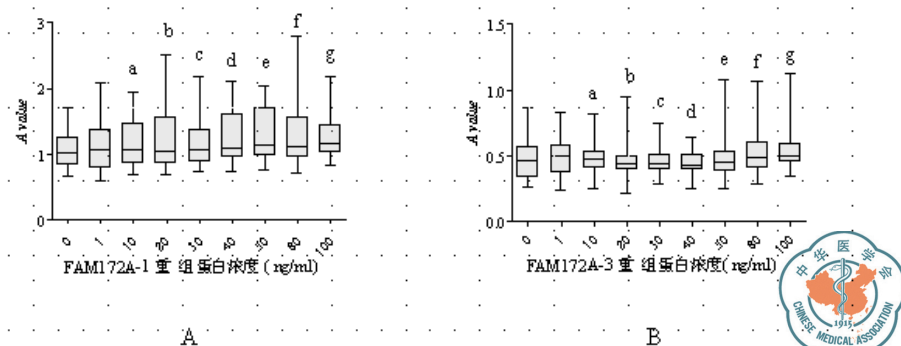 3
2
1
0
A value
a
b
c
d
e
f
g
0
1
10
20
30
40
50
80
100
FAM172A-1 重 组 蛋白浓度 ( ng/ml)
A
1.5
1.0
0.5
0.0
A value
a
b
c
d
e
f
g
0
1
10
20
30
40
50
80
100
FAM172A-3 重 组蛋白浓度( ng/ml)
B
中华医学会
1915
CHINESE MEDICAL ASSOCIATION